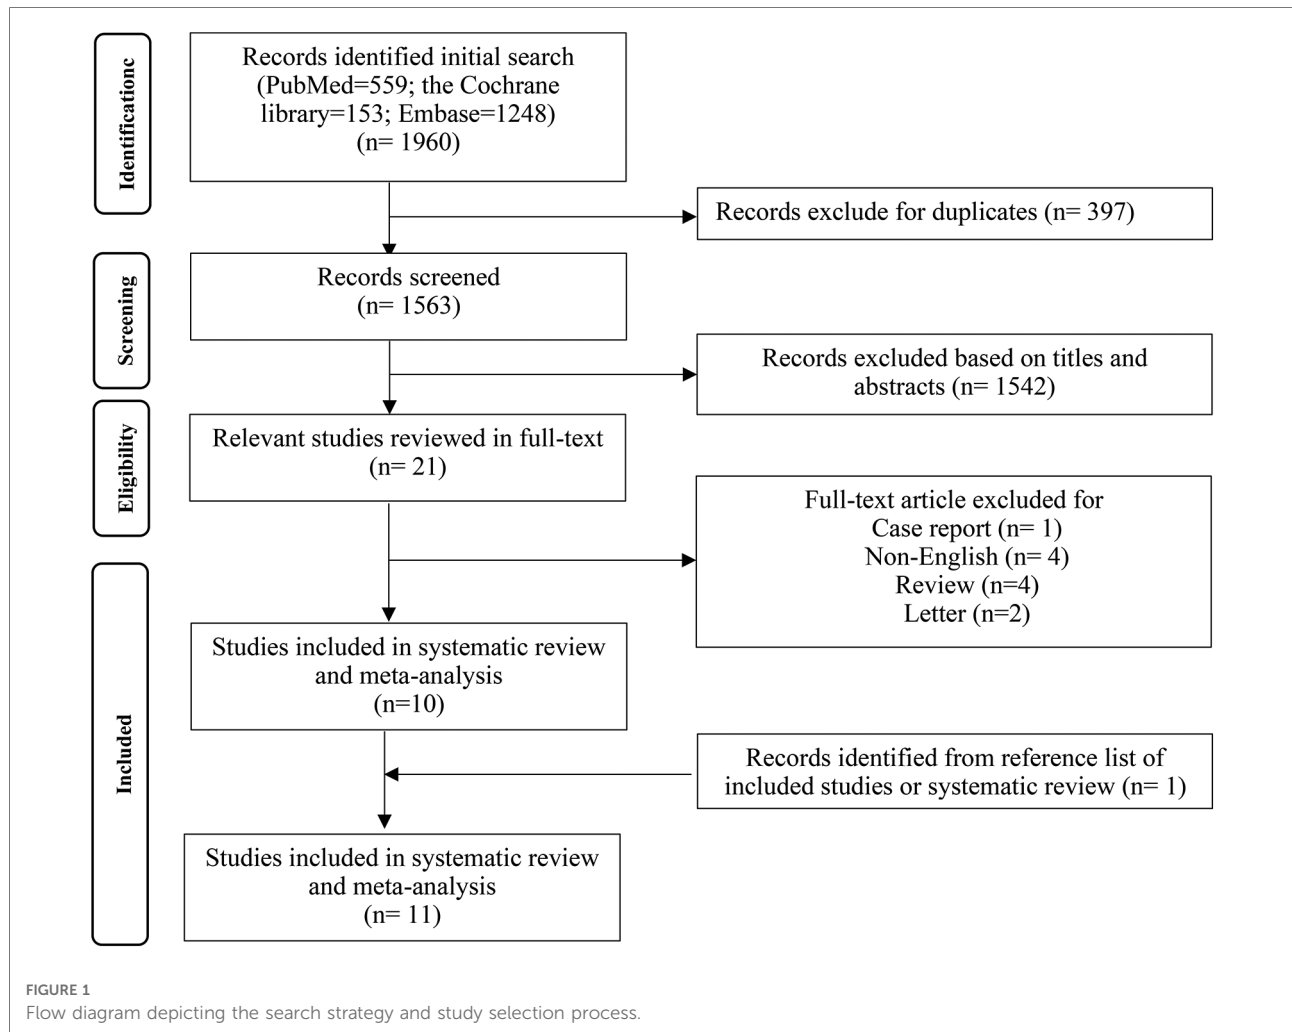 Identificationc
Records identified initial search
(PubMed=559; the Cochrane
library=153; Embase=1248)
(n= 1960)
Records exclude for duplicates (n= 397)
Screening
Records screened
(n= 1563)
Records excluded based on titles and
abstracts (n= 1542)
Eligibility
Relevant studies reviewed in full-text
(n= 21)
Full-text article excluded for
Case report (n= 1)
Non-English (n= 4)
Review (n=4)
Letter (n=2)
Included
Studies included in systematic review
and meta-analysis
(n=10)
Records identified from reference list of
included studies or systematic review (n= 1)
Studies included in systematic review
and meta-analysis
(n= 11)
FIGURE 1
Flow diagram depicting the search strategy and study selection process.